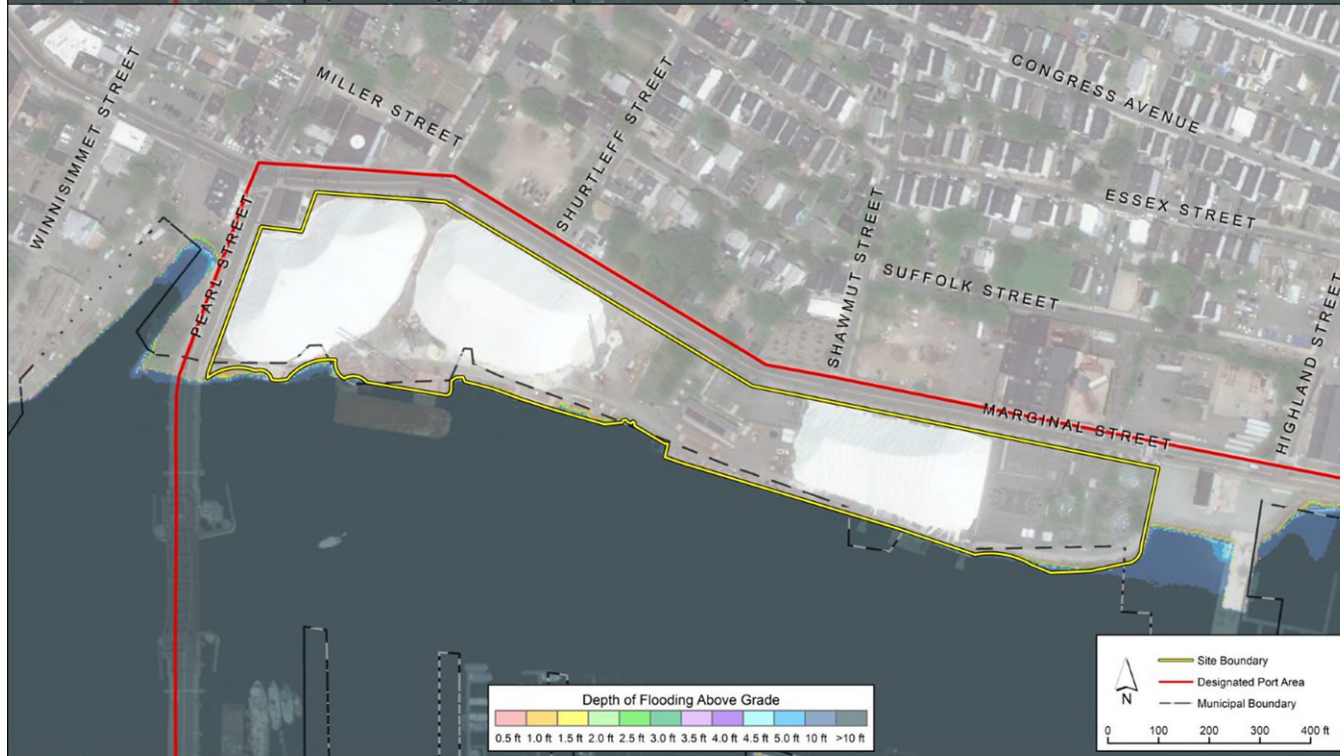 WINNISIMMET STREET
MILLER STREET
SHURTLEFF STREET
CONGRESS AVENUE
ESSEX STREET
PEARL STREET
SHAWMUT STREET
SUFFOLK STREET
HIGHLAND STREET
MARGINAL STREET
Depth of Flooding Above Grade
0.5 ft 1.0 ft 1.5 ft 2.0 ft 2.5 ft 3.0 ft 3.5 ft 4.0 ft 4.5 ft 5.0 ft 10 ft >10 ft
N
Site Boundary
Designated Port Area
Municipal Boundary
0 100 200 300 400 ft